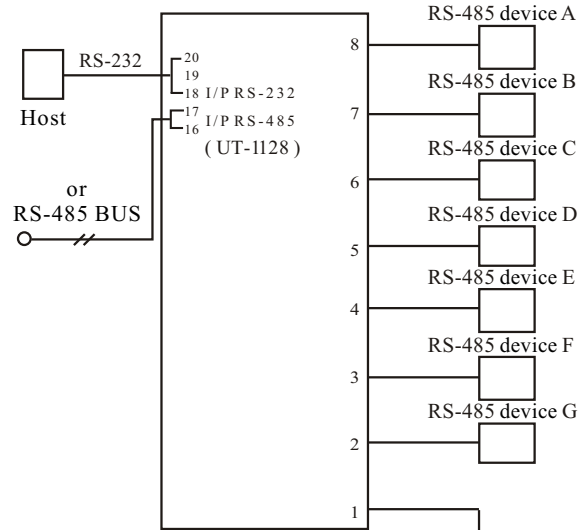 RS-485 device A
8
20
RS-232
19
18 I/P RS-232
Host
17
I/P RS-485
16
( UT-1128 )
RS-485 device B
7
RS-485 device C
6
or
RS-485 BUS
RS-485 device D
5
RS-485 device E
4
RS-485 device F
3
RS-485 device G
2
1